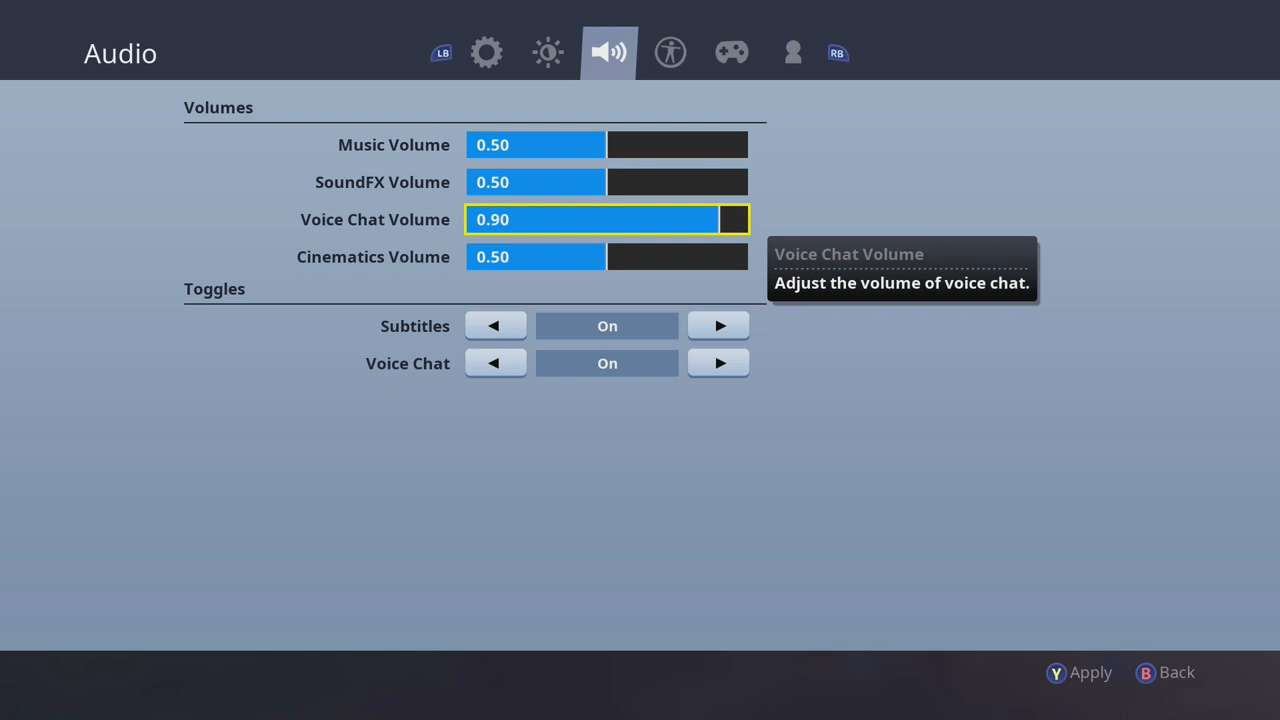 Audio
LB
RB
Volumes
Music Volume 0.50
SoundFX Volume 0.50
Voice Chat Volume 0.90
Cinematics Volume 0.50
Voice Chat Volume
Adjust the volume of voice chat.
Toggles
Subtitles On
Voice Chat On
Y Apply B Back